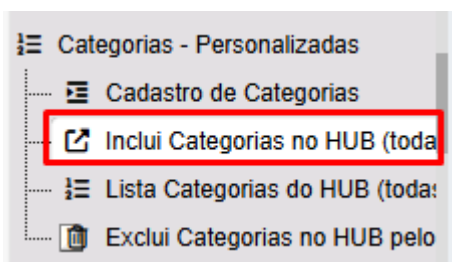 Categorias - Personalizadas
Cadastro de Categorias
Inclui Categorias no HUB (toda
Lista Categorias do HUB (todas
Exclui Categorias no HUB pelo